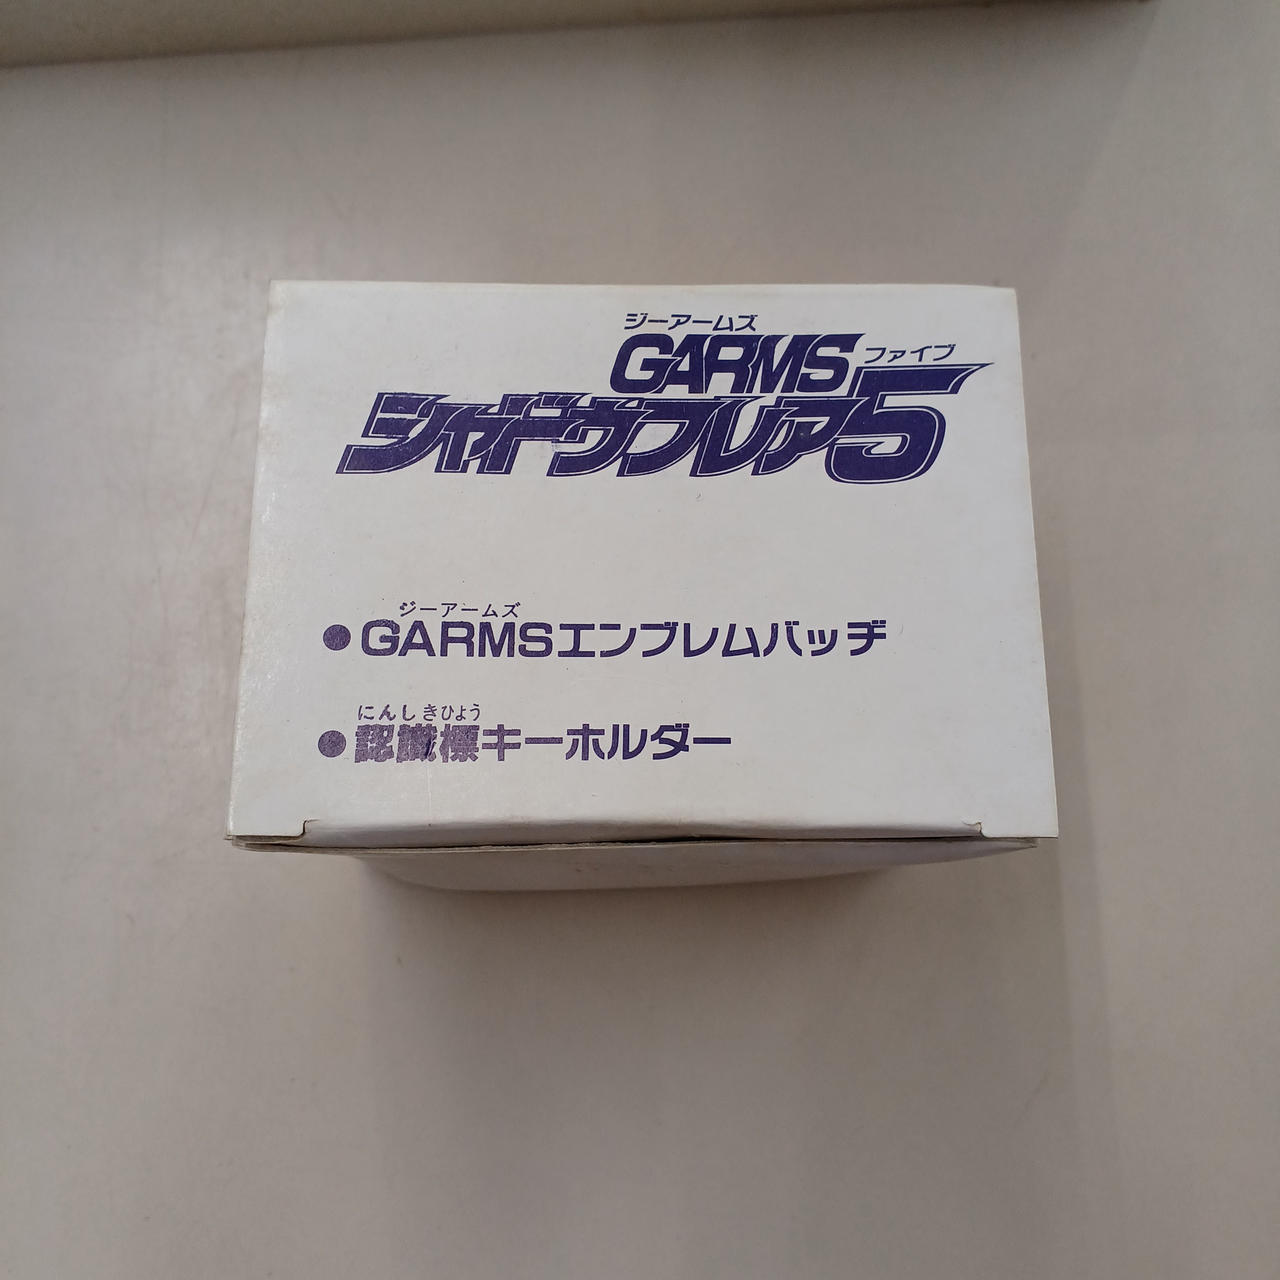 ジーアームズ
GARMS
ファイブ
シャドウフレア5
ジーアームズ
●GARMSエンブレムバッヂ
にんしきひょう
●認識標キーホルダー